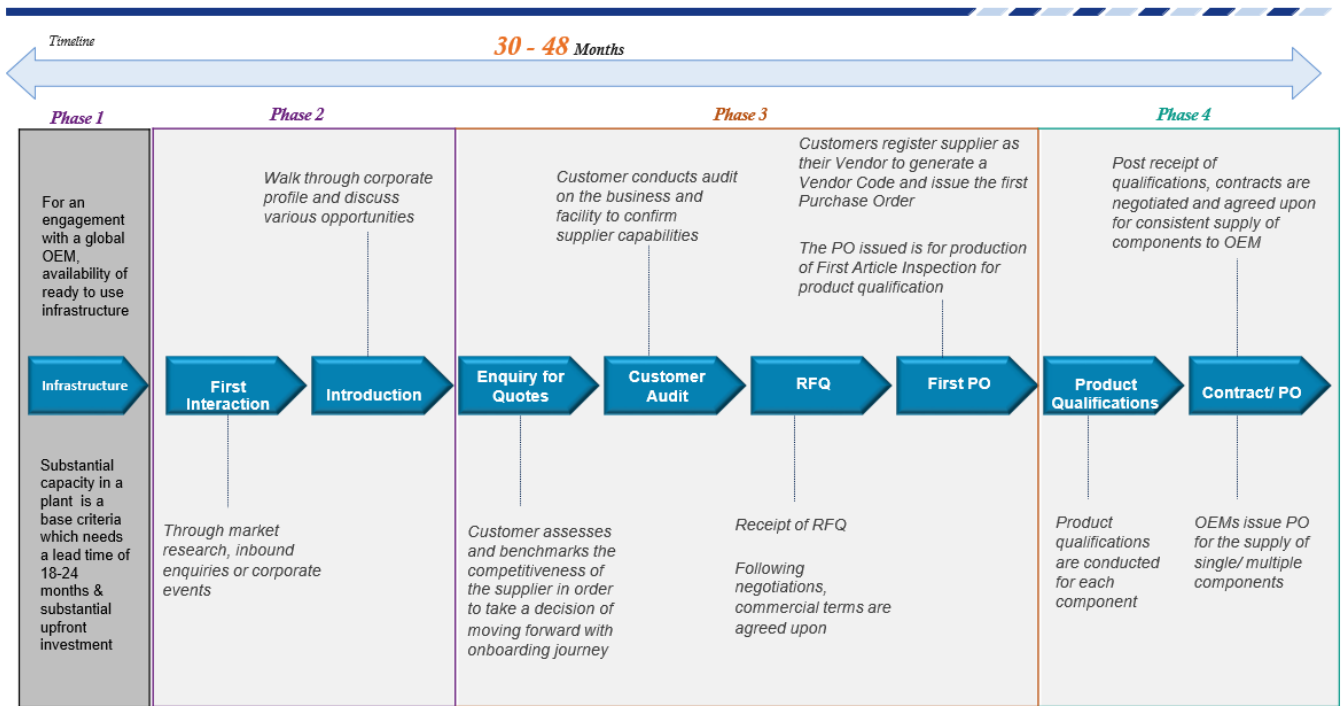 Timeline
30 - 48 Months
Phase 1
Phase 2
Phase 3
Phase 4
For an
engagement
with a global
OEM,
availability of
ready to use
infrastructure
Walk through corporate
profile and discuss
various opportunities
Customer conducts audit
on the business and
facility to confirm
supplier capabilities
Customers register supplier as
their Vendor to generate a
Vendor Code and issue the first
Purchase Order
The PO issued is for production
of First Article Inspection for
product qualification
Post receipt of
qualifications, contracts are
negotiated and agreed upon
for consistent supply of
components to OEM
Infrastructure
First
Interaction
Introduction
Enquiry for
Quotes
Customer
Audit
RFQ
First PO
Product
Qualifications
Contract/ PO
Substantial
capacity in a
plant is a
base criteria
which needs
a lead time of
18-24
months &
substantial
upfront
investment
Through market
research, inbound
enquiries or corporate
events
Customer assesses
and benchmarks the
competitiveness of
the supplier in order
to take a decision of
moving forward with
onboarding journey
Receipt of RFQ
Following
negotiations,
commercial terms are
agreed upon
Product
qualifications
are conducted
for each
component
OEMs issue PO
for the supply of
single/ multiple
components